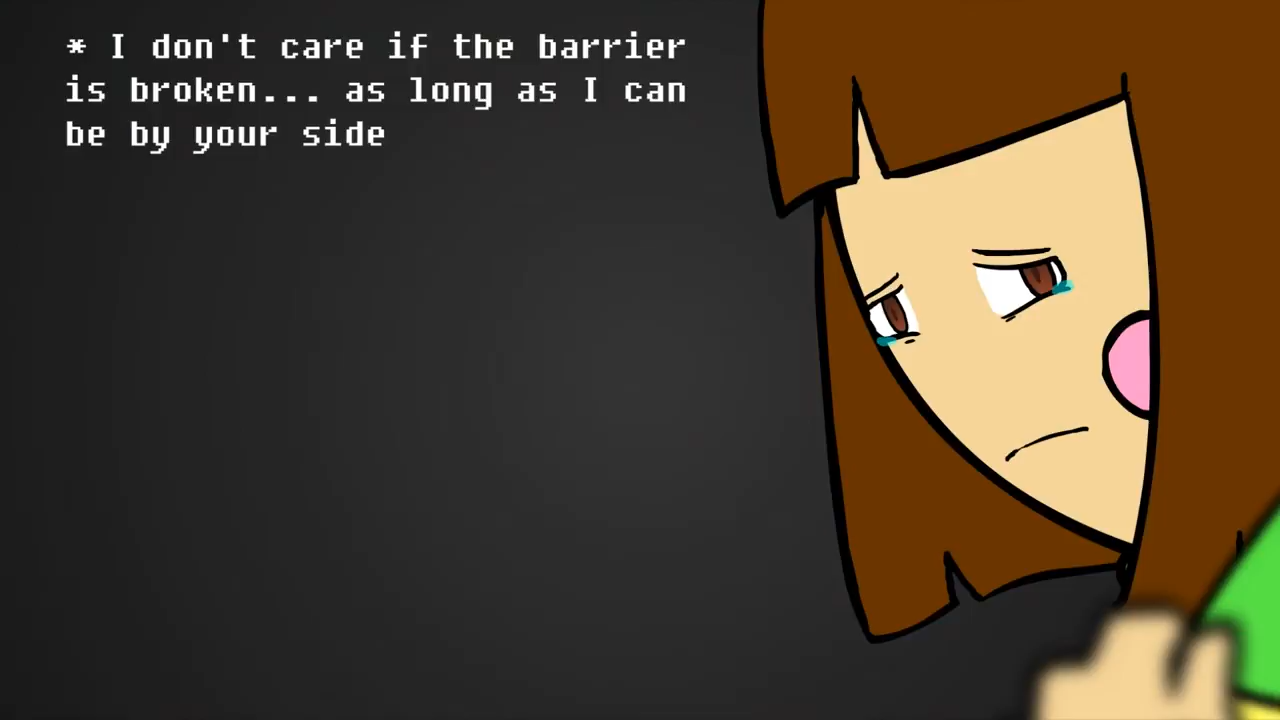 * I don't care if the barrier
is broken... as long as I can
be by your side